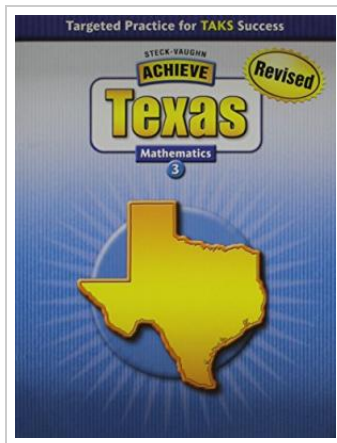 Targeted Practice for TAKS Success
STECK-VAUGHN
ACHIEVE
Revised
Texas
Mathematics
3